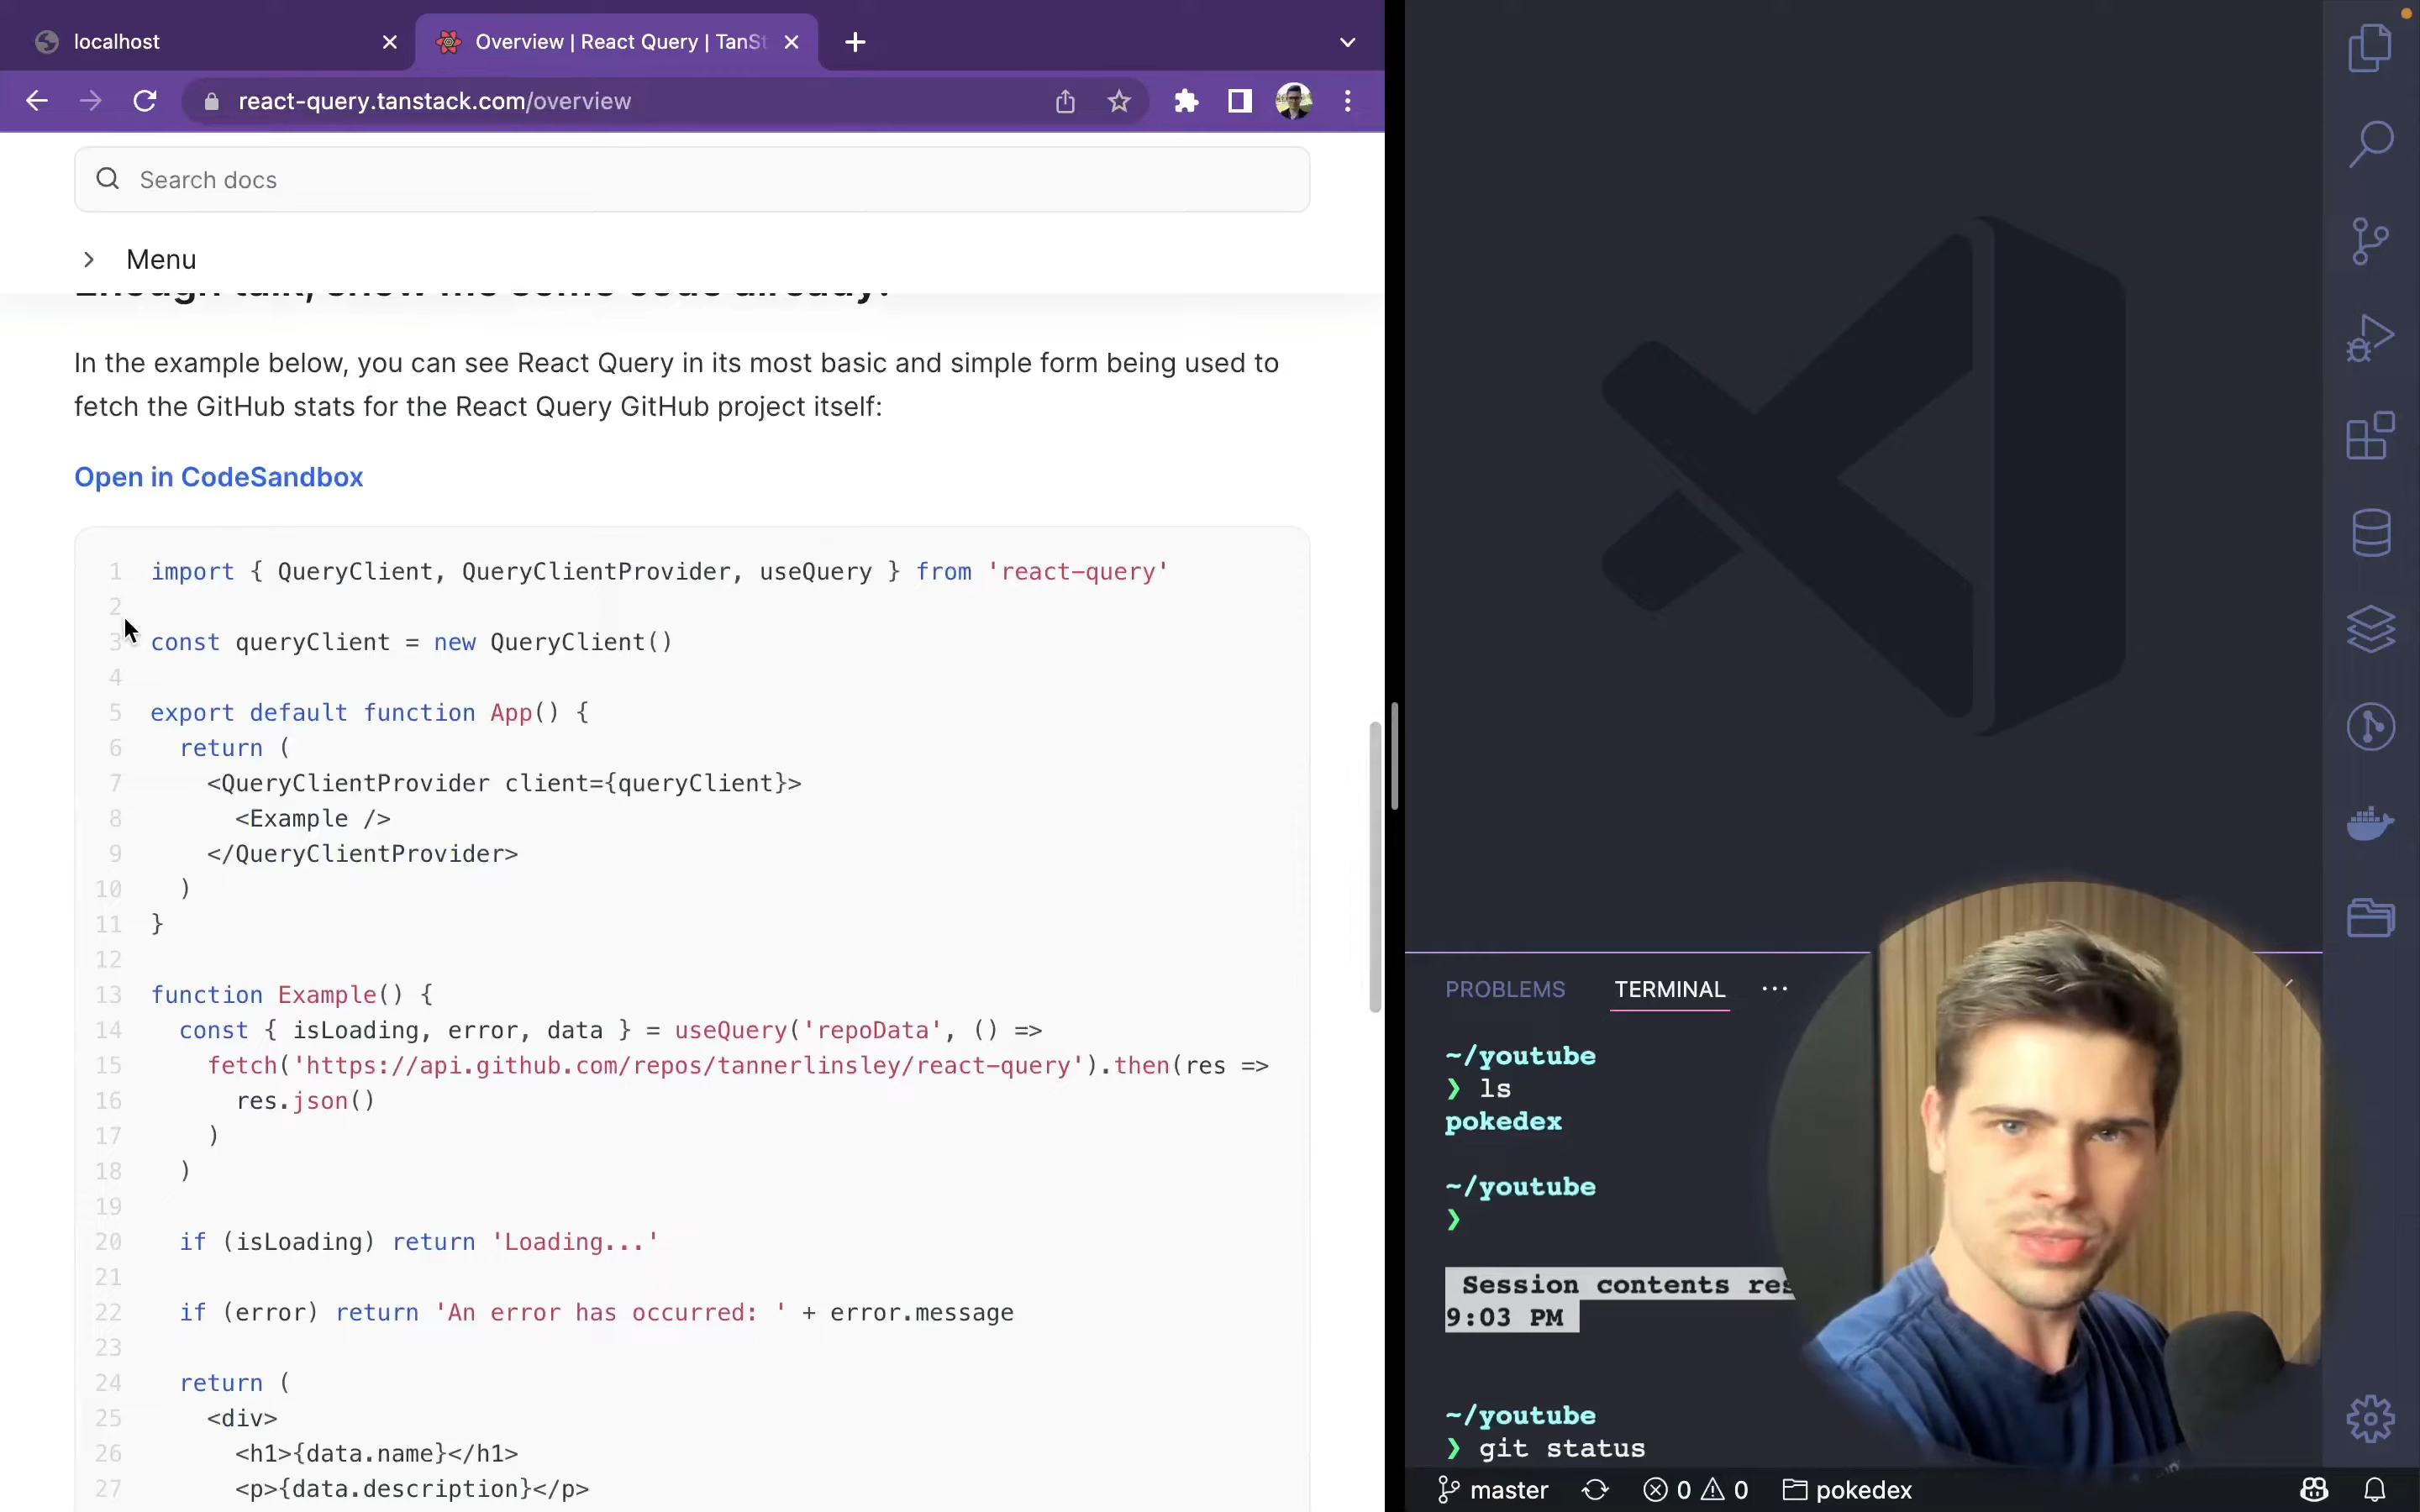 localhost
Overview | React Query | TanSt
react-query.tanstack.com/overview
Search docs
Menu
Enough talk, show me some code already!
In the example below, you can see React Query in its most basic and simple form being used to
fetch the GitHub stats for the React Query GitHub project itself:
Open in CodeSandbox
1 import { QueryClient, QueryClientProvider, useQuery } from 'react-query'
2
3 const queryClient = new QueryClient()
4
5 export default function App() {
6   return (
7     <QueryClientProvider client={queryClient}>
8       <Example />
9     </QueryClientProvider>
10   )
11 }
12
13 function Example() {
14   const { isLoading, error, data } = useQuery('repoData', () =>
15     fetch('https://api.github.com/repos/tannerlinsley/react-query').then(res =>
16       res.json()
17     )
18   )
19
20   if (isLoading) return 'Loading...'
21
22   if (error) return 'An error has occurred: ' + error.message
23
24   return (
25     <div>
26       <h1>{data.name}</h1>
27       <p>{data.description}</p>
PROBLEMS TERMINAL ···
~/youtube
❯ ls
pokedex
~/youtube
❯
Session contents res
9:03 PM
~/youtube
❯ git status
master 0 0 pokedex